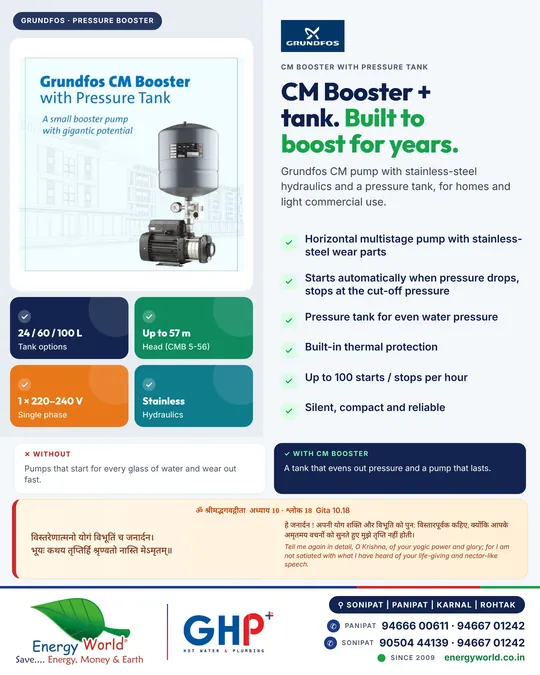 GRUNDFOS · PRESSURE BOOSTER
Grundfos CM Booster
with Pressure Tank
A small booster pump
with gigantic potential
24 / 60 / 100 L
Tank options
Up to 57 m
Head (CMB 5-56)
1 × 220–240 V
Single phase
Stainless
Hydraulics
GRUNDFOS
CM BOOSTER WITH PRESSURE TANK
CM Booster +
tank. Built to
boost for years.
Grundfos CM pump with stainless-steel
hydraulics and a pressure tank, for homes and
light commercial use.
Horizontal multistage pump with stainless-
steel wear parts
Starts automatically when pressure drops,
stops at the cut-off pressure
Pressure tank for even water pressure
Built-in thermal protection
Up to 100 starts / stops per hour
Silent, compact and reliable
✕ WITHOUT
Pumps that start for every glass of water and wear out
fast.
✓ WITH CM BOOSTER
A tank that evens out pressure and a pump that lasts.
ॐ श्रीमद्भगवद्गीता अध्याय 10 · श्लोक 18 Gita 10.18
विस्तरेणात्मनो योगं विभूतिं च जनार्दन।
भूयः कथय तृप्तिर्हि श्रृण्वतो नास्ति मेऽमृतम्॥
हे जनार्दन ! अपनी योग शक्ति और विभूति को पुनः विस्तारपूर्वक कहिए, क्योंकि आपके
अमृतमय वचनों को सुनते हुए मुझे तृप्ति नहीं होती।
Tell me again in detail, O Krishna, of your yogic power and glory; for I am
not satiated with what I have heard of your life-giving and nectar-like
speech.
Energy World
Save.... Energy, Money & Earth
GHP+
HOT WATER & PLUMBING
SONIPAT | PANIPAT | KARNAL | ROHTAK
PANIPAT 94666 00611 · 94667 01242
SONIPAT 90504 44139 · 94667 01242
SINCE 2009 energyworld.co.in